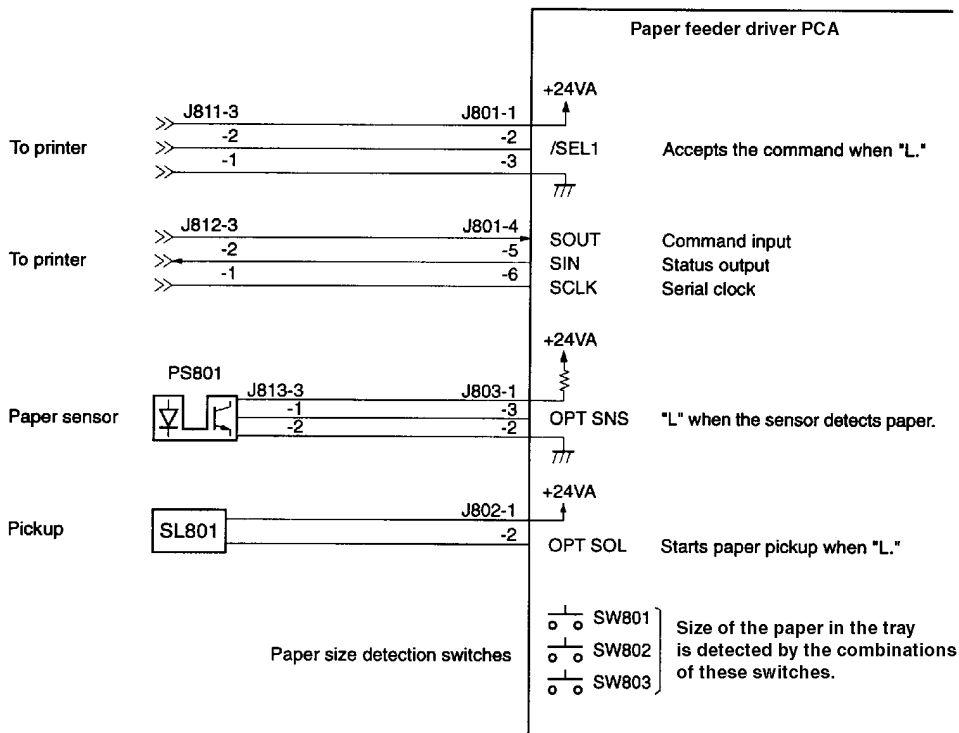 Paper feeder driver PCA
+24VA
J811-3 J801-1
To printer -2 -2 /SEL1 Accepts the command when "L."
-1 -3
J812-3 J801-4 SOUT Command input
To printer -2 -5 SIN Status output
-1 -6 SCLK Serial clock
+24VA
PS801
J813-3 J803-1
Paper sensor -1 -3 OPT SNS "L" when the sensor detects paper.
-2 -2
+24VA
J802-1
Pickup SL801
-2 OPT SOL Starts paper pickup when "L."
SW801 Size of the paper in the tray
Paper size detection switches SW802 is detected by the combinations
SW803 of these switches.